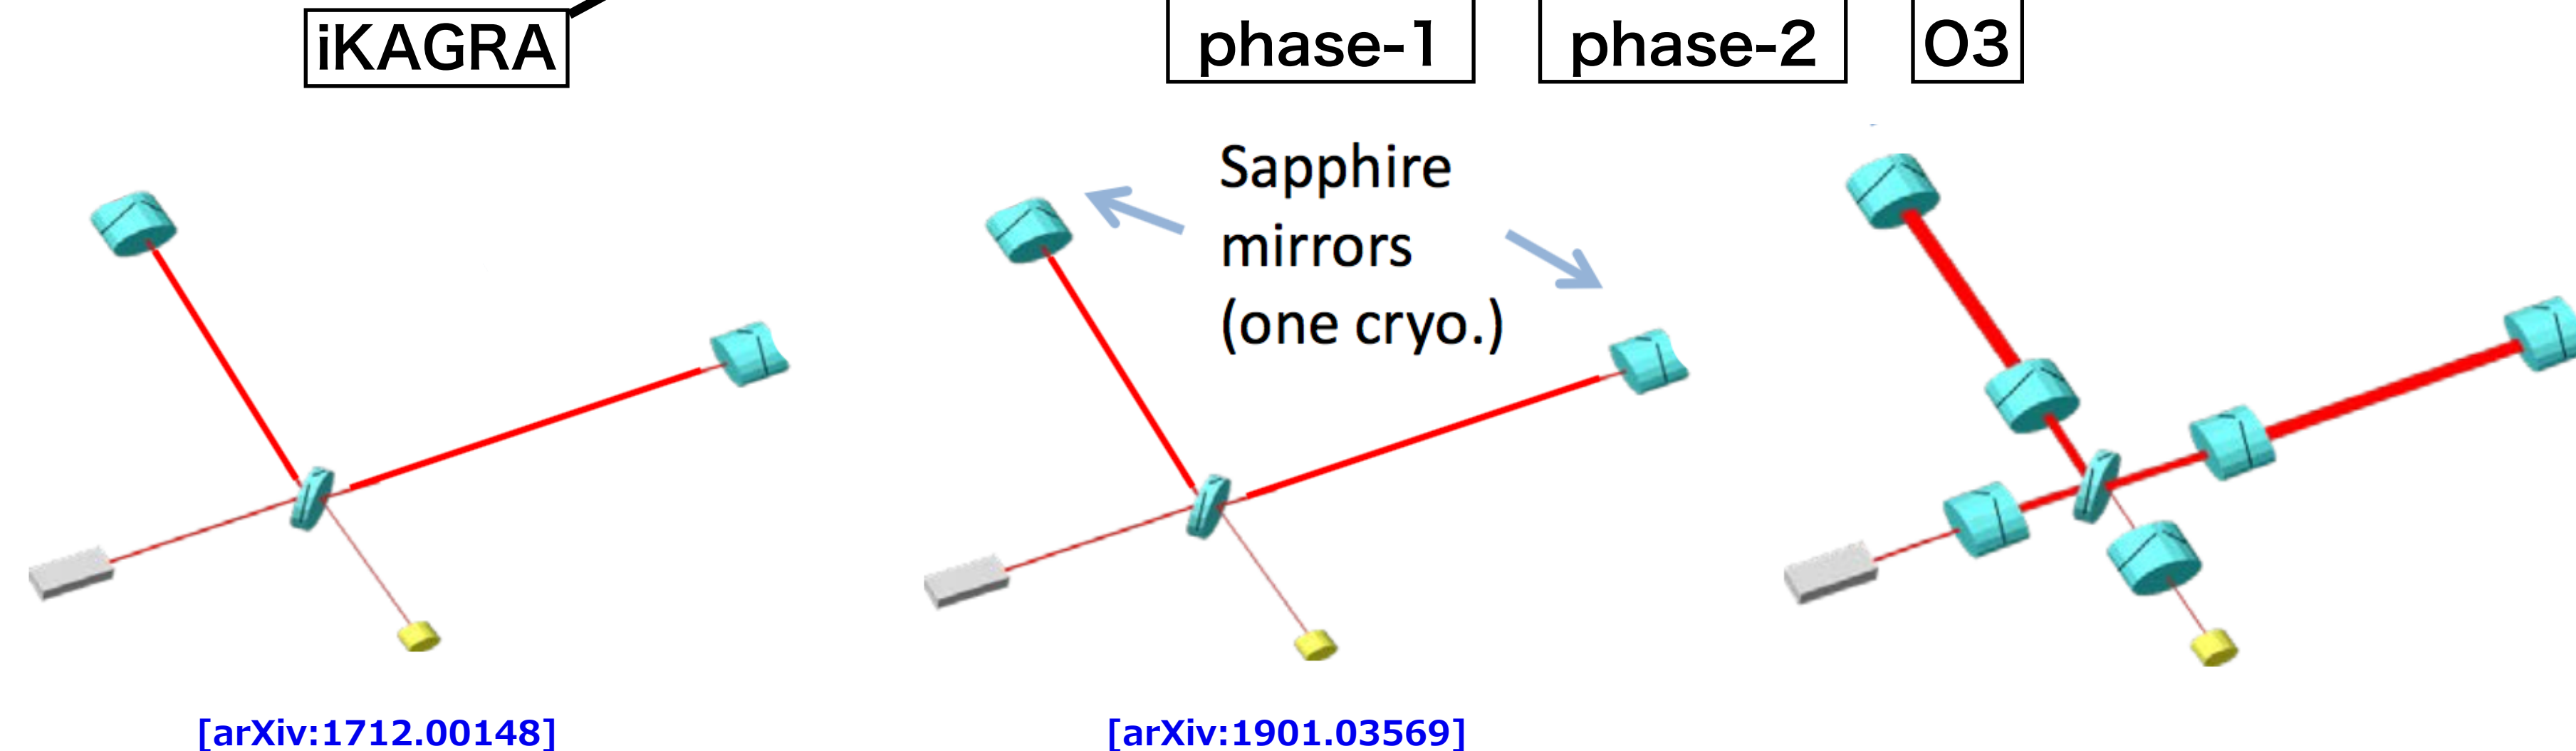 iKAGRA
phase-1
phase-2
O3
Sapphire
mirrors
(one cryo.)
[arXiv:1712.00148]
[arXiv:1901.03569]